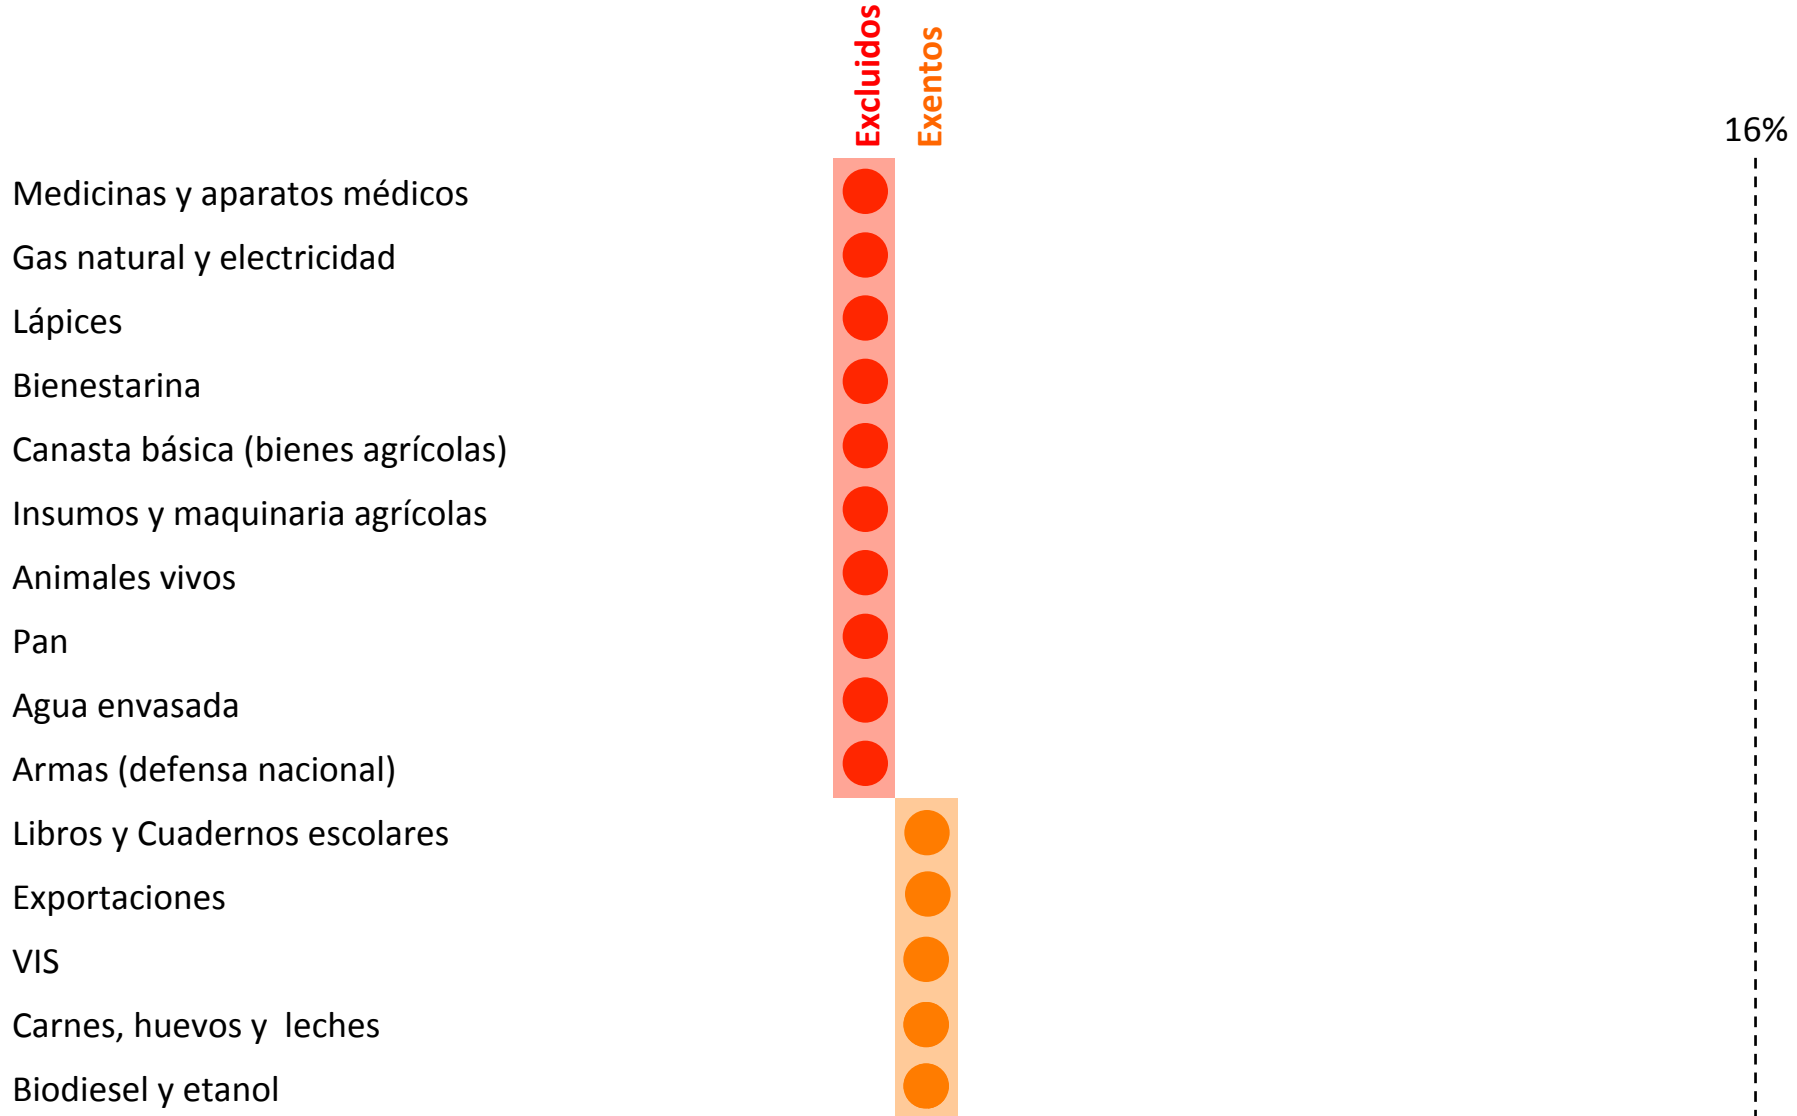 Excluidos
Exentos
16%
Medicinas y aparatos médicos
Gas natural y electricidad
Lápices
Bienestarina
Canasta básica (bienes agrícolas)
Insumos y maquinaria agrícolas
Animales vivos
Pan
Agua envasada
Armas (defensa nacional)
Libros y Cuadernos escolares
Exportaciones
VIS
Carnes, huevos y leches
Biodiesel y etanol